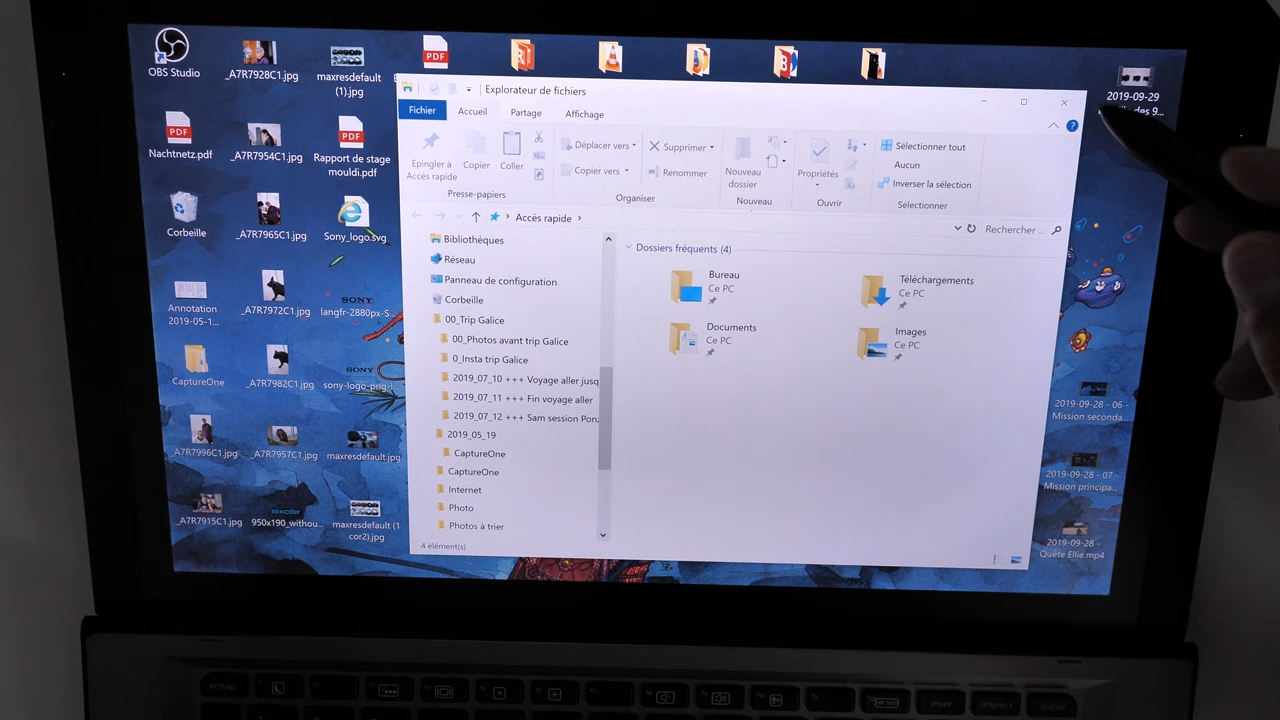 OBS Studio
_A7R7928C1.jpg
maxresdefault
(1).jpg
PDF
Nachtnetz.pdf
_A7R7954C1.jpg
PDF
Rapport de stage
mouldi.pdf
Corbeille
_A7R7965C1.jpg
Sony_logo.svg
Annotation
2019-05-1...
_A7R7972C1.jpg
SONY
langfr-2880px-S...
CaptureOne
_A7R7982C1.jpg
SONY
sony-logo-png-l
_A7R7996C1.jpg
_A7R7957C1.jpg
maxresdefault.jpg
_A7R7915C1.jpg
950x190_withou...
maxresdefault (1
cor2).jpg
PDF
Explorateur de fichiers
Fichier
Accueil
Partage
Affichage
Épingler à
Accès rapide
Copier
Coller
Presse-papiers
Déplacer vers
Copier vers
Supprimer
Renommer
Organiser
Nouveau
dossier
Nouveau
Propriétés
Ouvrir
Sélectionner tout
Aucun
Inverser la sélection
Sélectionner
Accès rapide
Rechercher ...
Bibliothèques
Réseau
Panneau de configuration
Corbeille
00_Trip Galice
00_Photos avant trip Galice
0_Insta trip Galice
2019_07_10 +++ Voyage aller jusq
2019_07_11 +++ Fin voyage aller
2019_07_12 +++ Sam session Pon
2019_05_19
CaptureOne
CaptureOne
Internet
Photo
Photos à trier
Dossiers fréquents (4)
Bureau
Ce PC
Téléchargements
Ce PC
Documents
Ce PC
Images
Ce PC
4 élément(s)
2019-09-29
des 9...
2019-09-28 - 06 -
Mission seconda...
2019-09-28 - 07 -
Mission principa...
2019-09-28 -
Quête Ellie.mp4
echap
inser
impécr
suppr